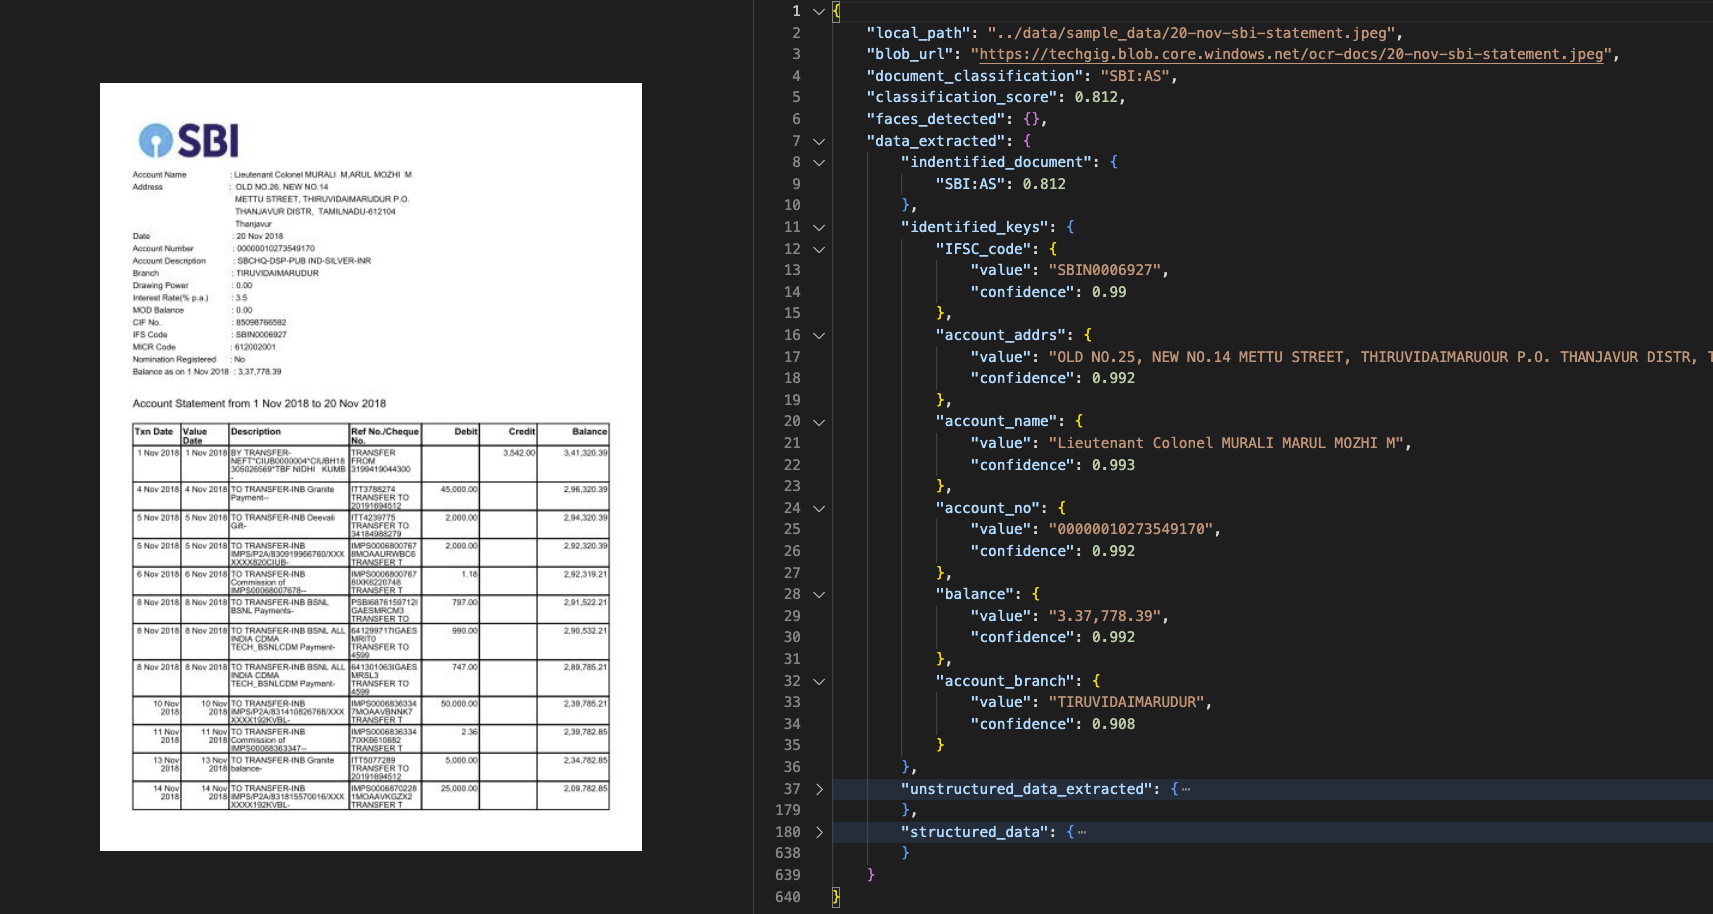 SBI
Account Name : Lieutenant Colonel MURALI M,ARUL MOZHI M
Address : OLD NO.26, NEW NO.14
METTU STREET, THIRUVIDAIMARUDUR P.O.
THANJAVUR DISTR, TAMILNADU-612104
Thanjavur
Date : 20 Nov 2018
Account Number : 00000010273549170
Account Description : SBCHQ-DSP-PUB IND-SILVER-INR
Branch : TIRUVIDAIMARUDUR
Drawing Power : 0.00
Interest Rate(% p.a.) : 3.5
MOD Balance : 0.00
CIF No. : 85098766592
IFS Code : SBIN0006927
MICR Code : 612002001
Nomination Registered : No
Balance as on 1 Nov 2018 : 3,37,778.39
Account Statement from 1 Nov 2018 to 20 Nov 2018
Txn Date Value Description Ref No./Cheque Debit Credit Balance
Date No.
1 Nov 2018 1 Nov 2018 BY TRANSFER- TRANSFER 3,542.00 3,41,320.39
NEFT*CIUB0000004*CIUBH18 FROM
305026569*TBF NIDHI KUMB 3199419044300
-
4 Nov 2018 4 Nov 2018 TO TRANSFER-INB Granite ITT3788274 45,000.00 2,96,320.39
Payment-- TRANSFER TO
20191694512
5 Nov 2018 5 Nov 2018 TO TRANSFER-INB Deevali ITT4239775 2,000.00 2,94,320.39
Gift- TRANSFER TO
34184988279
5 Nov 2018 5 Nov 2018 TO TRANSFER-INB IMPS0006800767 2,000.00 2,92,320.39
IMPS/P2A/830919966760/XXX 8MOAAURWBC6
XXXX820CIUB- TRANSFER T
6 Nov 2018 6 Nov 2018 TO TRANSFER-INB IMPS0006800767 1.18 2,92,319.21
Commission of 8IXK6220748
IMPS00068007678-- TRANSFER T
8 Nov 2018 8 Nov 2018 TO TRANSFER-INB BSNL PSBI6876159712I 797.00 2,91,522.21
BSNL Payments- GAESMRCM3
TRANSFER TO
8 Nov 2018 8 Nov 2018 TO TRANSFER-INB BSNL ALL 641299717IGAES 990.00 2,90,532.21
INDIA CDMA MRIT0
TECH_BSNLCDM Payment- TRANSFER TO
4599
8 Nov 2018 8 Nov 2018 TO TRANSFER-INB BSNL ALL 641301063IGAES 747.00 2,89,785.21
INDIA CDMA MRSL3
TECH_BSNLCDM Payment- TRANSFER TO
4599
10 Nov 10 Nov TO TRANSFER-INB IMPS0006836334 50,000.00 2,39,785.21
2018 2018 IMPS/P2A/831410826768/XXX 7MOAAVBNNK7
XXXX192KVBL- TRANSFER T
11 Nov 11 Nov TO TRANSFER-INB IMPS0006836334 2.36 2,39,782.85
2018 2018 Commission of 7IXK6610682
IMPS00068363347-- TRANSFER T
13 Nov 13 Nov TO TRANSFER-INB Granite ITT5077289 5,000.00 2,34,782.85
2018 2018 balance- TRANSFER TO
20191694512
14 Nov 14 Nov TO TRANSFER-INB IMPS0006870228 25,000.00 2,09,782.85
2018 2018 IMPS/P2A/831815570016/XXX 1MOAAVKGZX2
XXXX192KVBL- TRANSFER T
1 {
2 "local_path": "../data/sample_data/20-nov-sbi-statement.jpeg",
3 "blob_url": "https://techgig.blob.core.windows.net/ocr-docs/20-nov-sbi-statement.jpeg",
4 "document_classification": "SBI:AS",
5 "classification_score": 0.812,
6 "faces_detected": {},
7 "data_extracted": {
8 "indentified_document": {
9 "SBI:AS": 0.812
10 },
11 "identified_keys": {
12 "IFSC_code": {
13 "value": "SBIN0006927",
14 "confidence": 0.99
15 },
16 "account_addrs": {
17 "value": "OLD NO.25, NEW NO.14 METTU STREET, THIRUVIDAIMARUOUR P.O. THANJAVUR DISTR, T
18 "confidence": 0.992
19 },
20 "account_name": {
21 "value": "Lieutenant Colonel MURALI MARUL MOZHI M",
22 "confidence": 0.993
23 },
24 "account_no": {
25 "value": "00000010273549170",
26 "confidence": 0.992
27 },
28 "balance": {
29 "value": "3.37,778.39",
30 "confidence": 0.992
31 },
32 "account_branch": {
33 "value": "TIRUVIDAIMARUDUR",
34 "confidence": 0.908
35 }
36 },
37 "unstructured_data_extracted": {…
179 },
180 "structured_data": {…
638 }
639 }
640 }